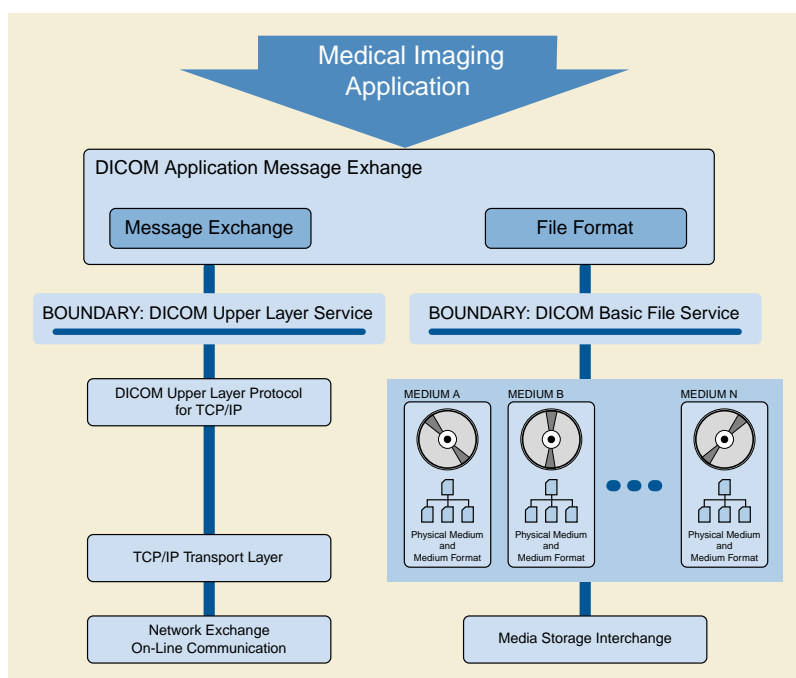 Medical Imaging
Application
DICOM Application Message Exhange
Message Exchange
File Format
BOUNDARY: DICOM Upper Layer Service
BOUNDARY: DICOM Basic File Service
DICOM Upper Layer Protocol
for TCP/IP
TCP/IP Transport Layer
Network Exchange
On-Line Communication
MEDIUM A
Physical Medium
and
Medium Format
MEDIUM B
Physical Medium
and
Medium Format
MEDIUM N
Physical Medium
and
Medium Format
Media Storage Interchange